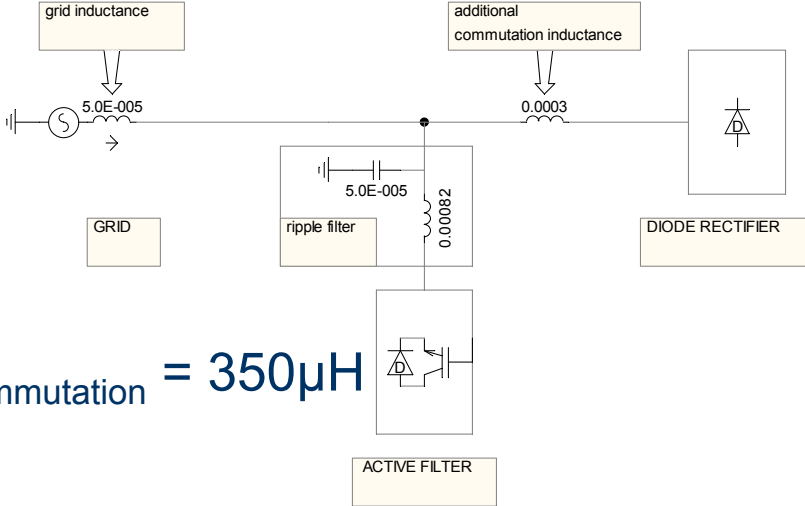 grid inductance
additional
commutation inductance
5.0E-005
0.0003
D
5.0E-005
0.00082
GRID
ripple filter
DIODE RECTIFIER
mmutation = 350µH
D
ACTIVE FILTER